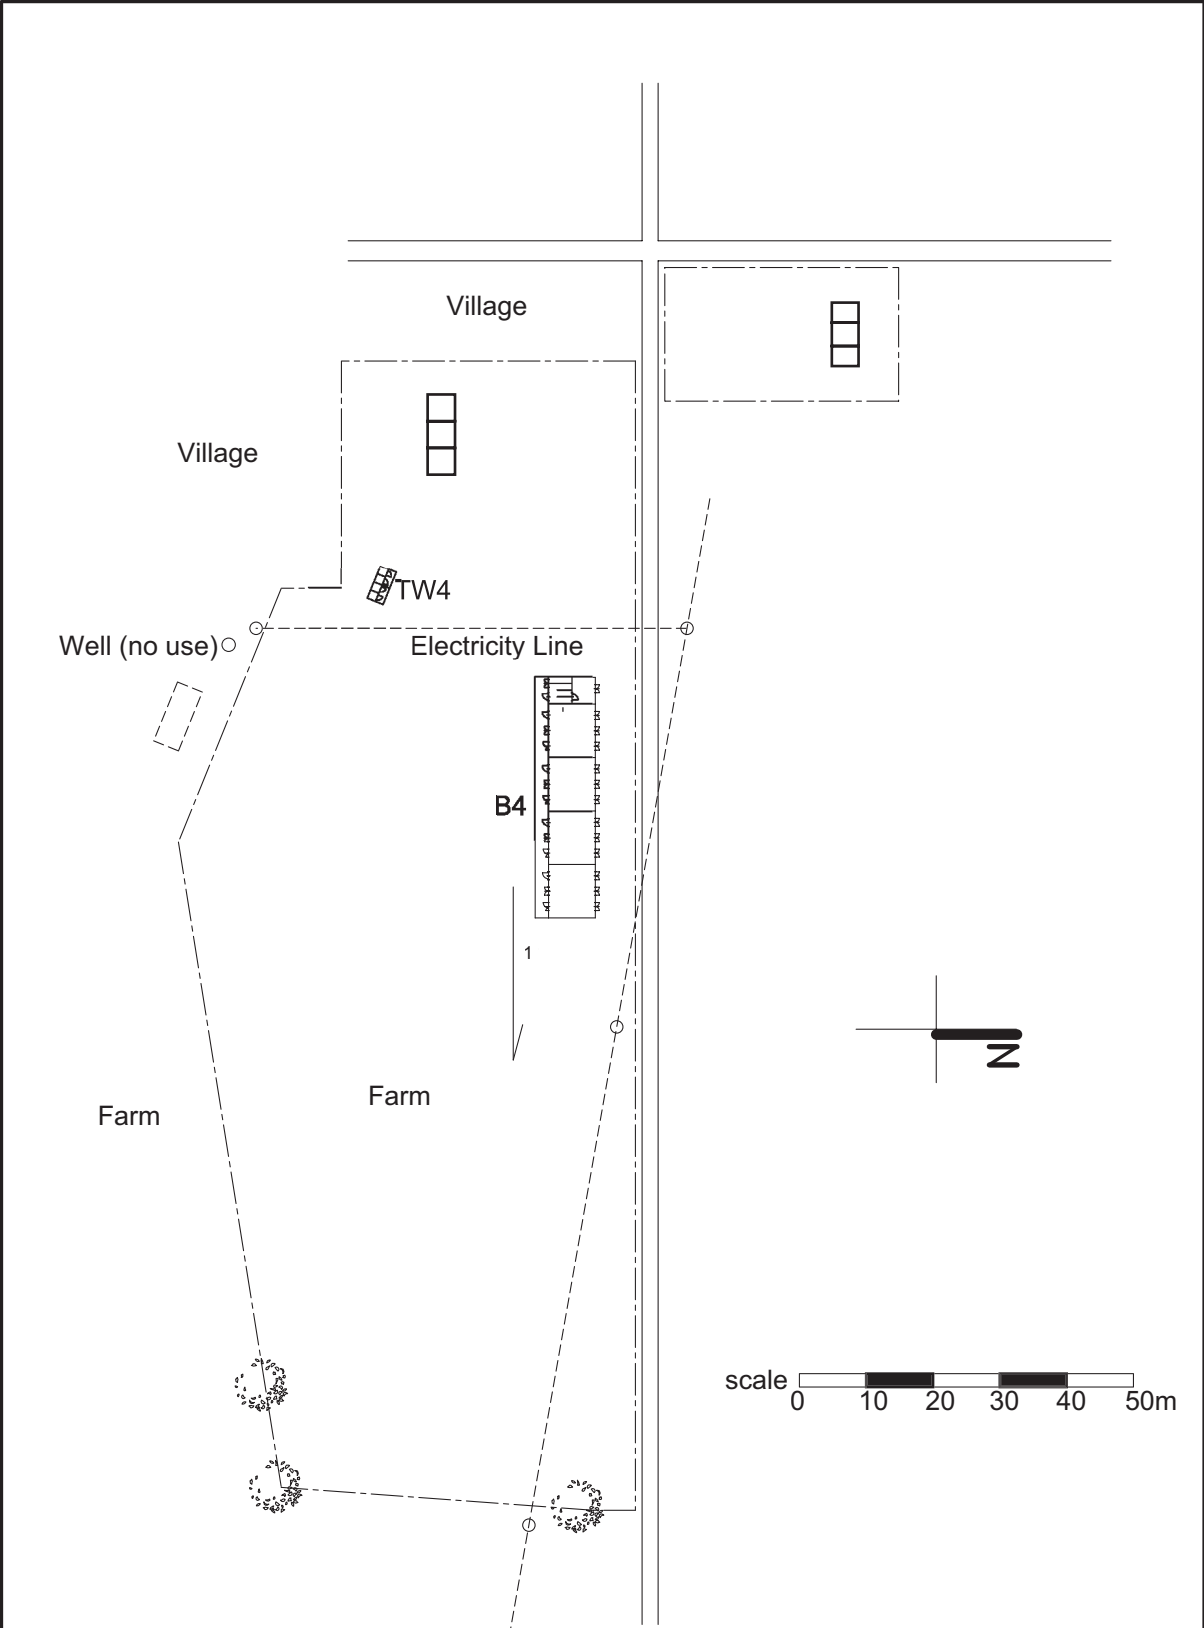 Village
Village
TW4
Well (no use)
Electricity Line
B4
1
N
Farm
Farm
scale
0 10 20 30 40 50m